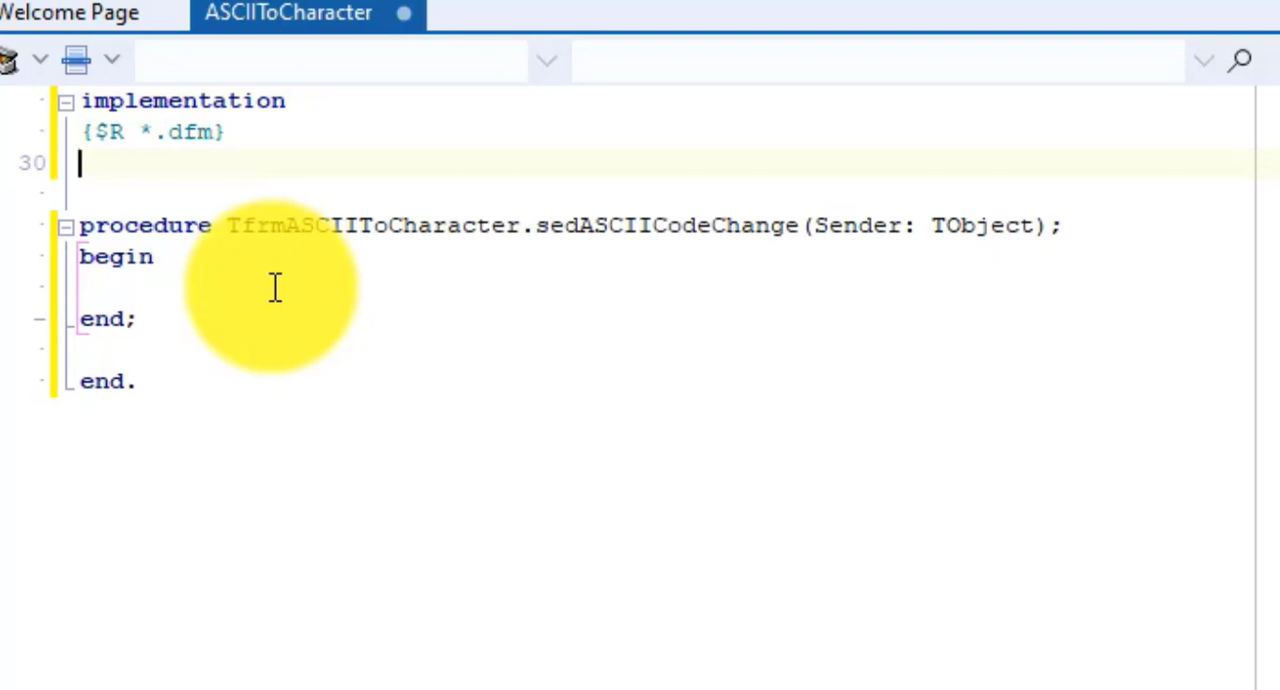 Welcome Page
ASCIIToCharacter
implementation
{$R *.dfm}
30
procedure TfrmASCIIToCharacter.sedASCIICodeChange(Sender: TObject);
begin
end;
end.